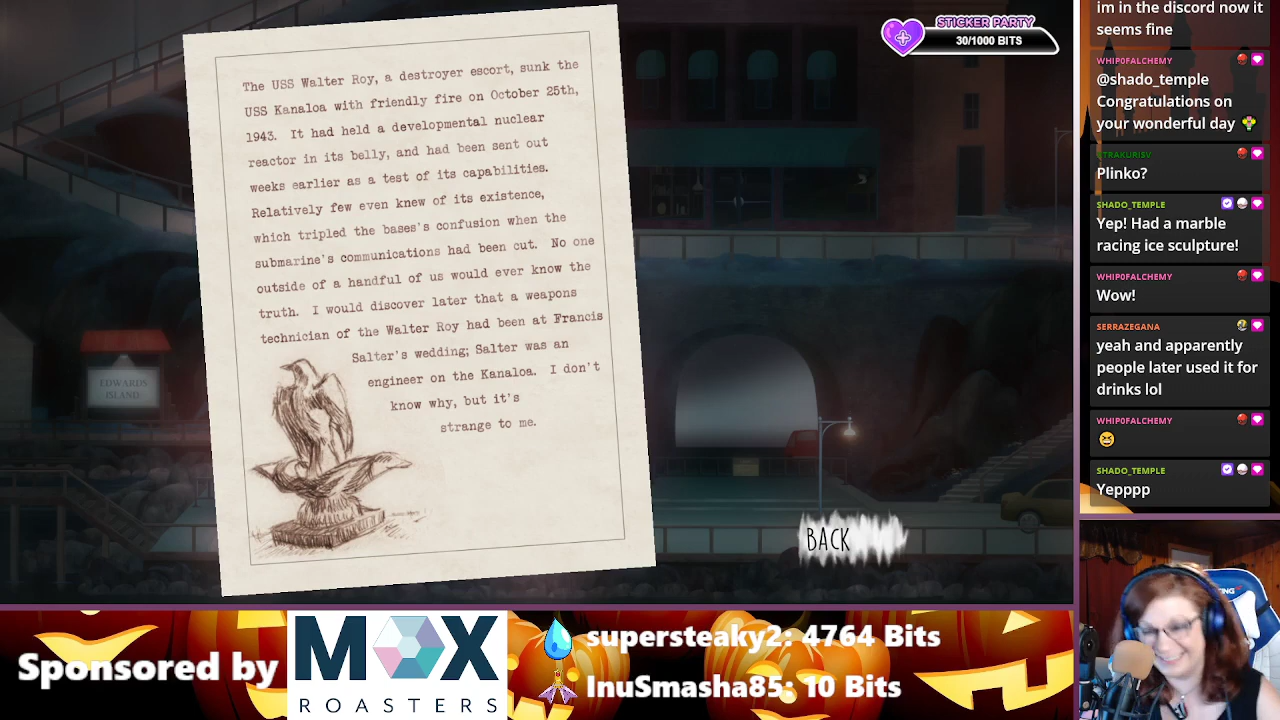 The USS Walter Roy, a destroyer escort, sunk the
USS Kanaloa with friendly fire on October 25th,
1943. It had held a developmental nuclear
reactor in its belly, and had been sent out
weeks earlier as a test of its capabilities.
Relatively few even knew of its existence,
which tripled the bases's confusion when the
submarine's communications had been cut. No one
outside of a handful of us would ever know the
truth. I would discover later that a weapons
technician of the Walter Roy had been at Francis
Salter's wedding; Salter was an
engineer on the Kanaloa. I don't
know why, but it's
strange to me.
EDWARDS
ISLAND
BACK
STICKER PARTY
30/1000 BITS
im in the discord now it
seems fine
WHIP0FALCHEMY
@shado_temple
Congratulations on
your wonderful day
Plinko?
SHADO_TEMPLE
Yep! Had a marble
racing ice sculpture!
WHIP0FALCHEMY
Wow!
SERRAZEGANA
yeah and apparently
people later used it for
drinks lol
WHIP0FALCHEMY
SHADO_TEMPLE
Yepppp
Sponsored by
MOX
ROASTERS
supersteaky2: 4764 Bits
InuSmasha85: 10 Bits